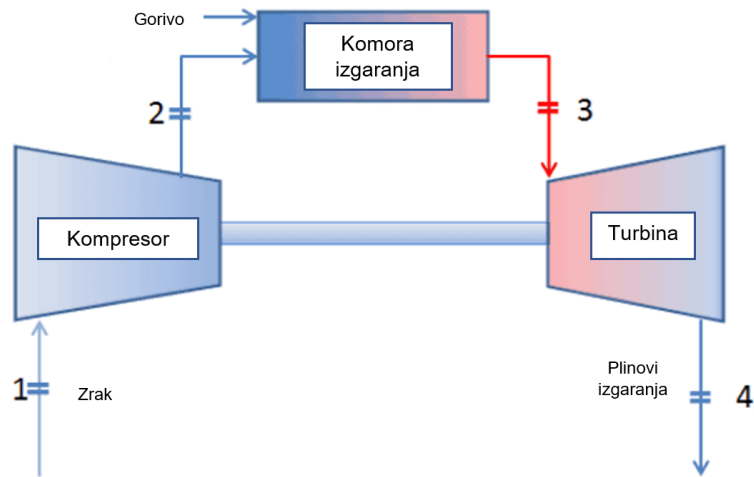 Gorivo
Komora
izgaranja
2
3
Kompresor
Turbina
1
Zrak
Plinovi
izgaranja
4